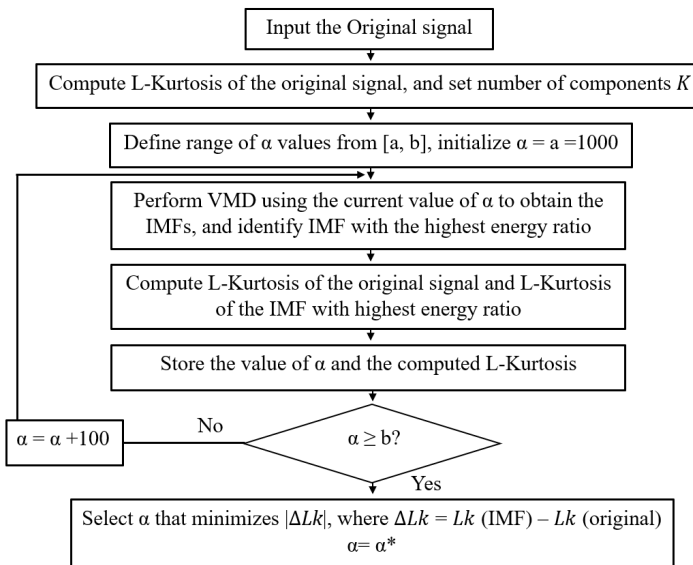 Input the Original signal
Compute L-Kurtosis of the original signal, and set number of components K
Define range of α values from [a, b], initialize α = a =1000
Perform VMD using the current value of α to obtain the
IMFs, and identify IMF with the highest energy ratio
Compute L-Kurtosis of the original signal and L-Kurtosis
of the IMF with highest energy ratio
Store the value of α and the computed L-Kurtosis
No
α = α +100
α ≥ b?
Yes
Select α that minimizes |ΔLk|, where ΔLk = Lk (IMF) – Lk (original)
α= α*